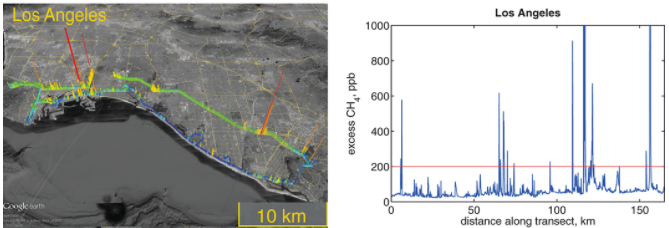 Los Angeles
Google earth
10 km
Los Angeles
excess CH4, ppb
1000
800
600
400
200
0
0
50
100
150
distance along transect, km